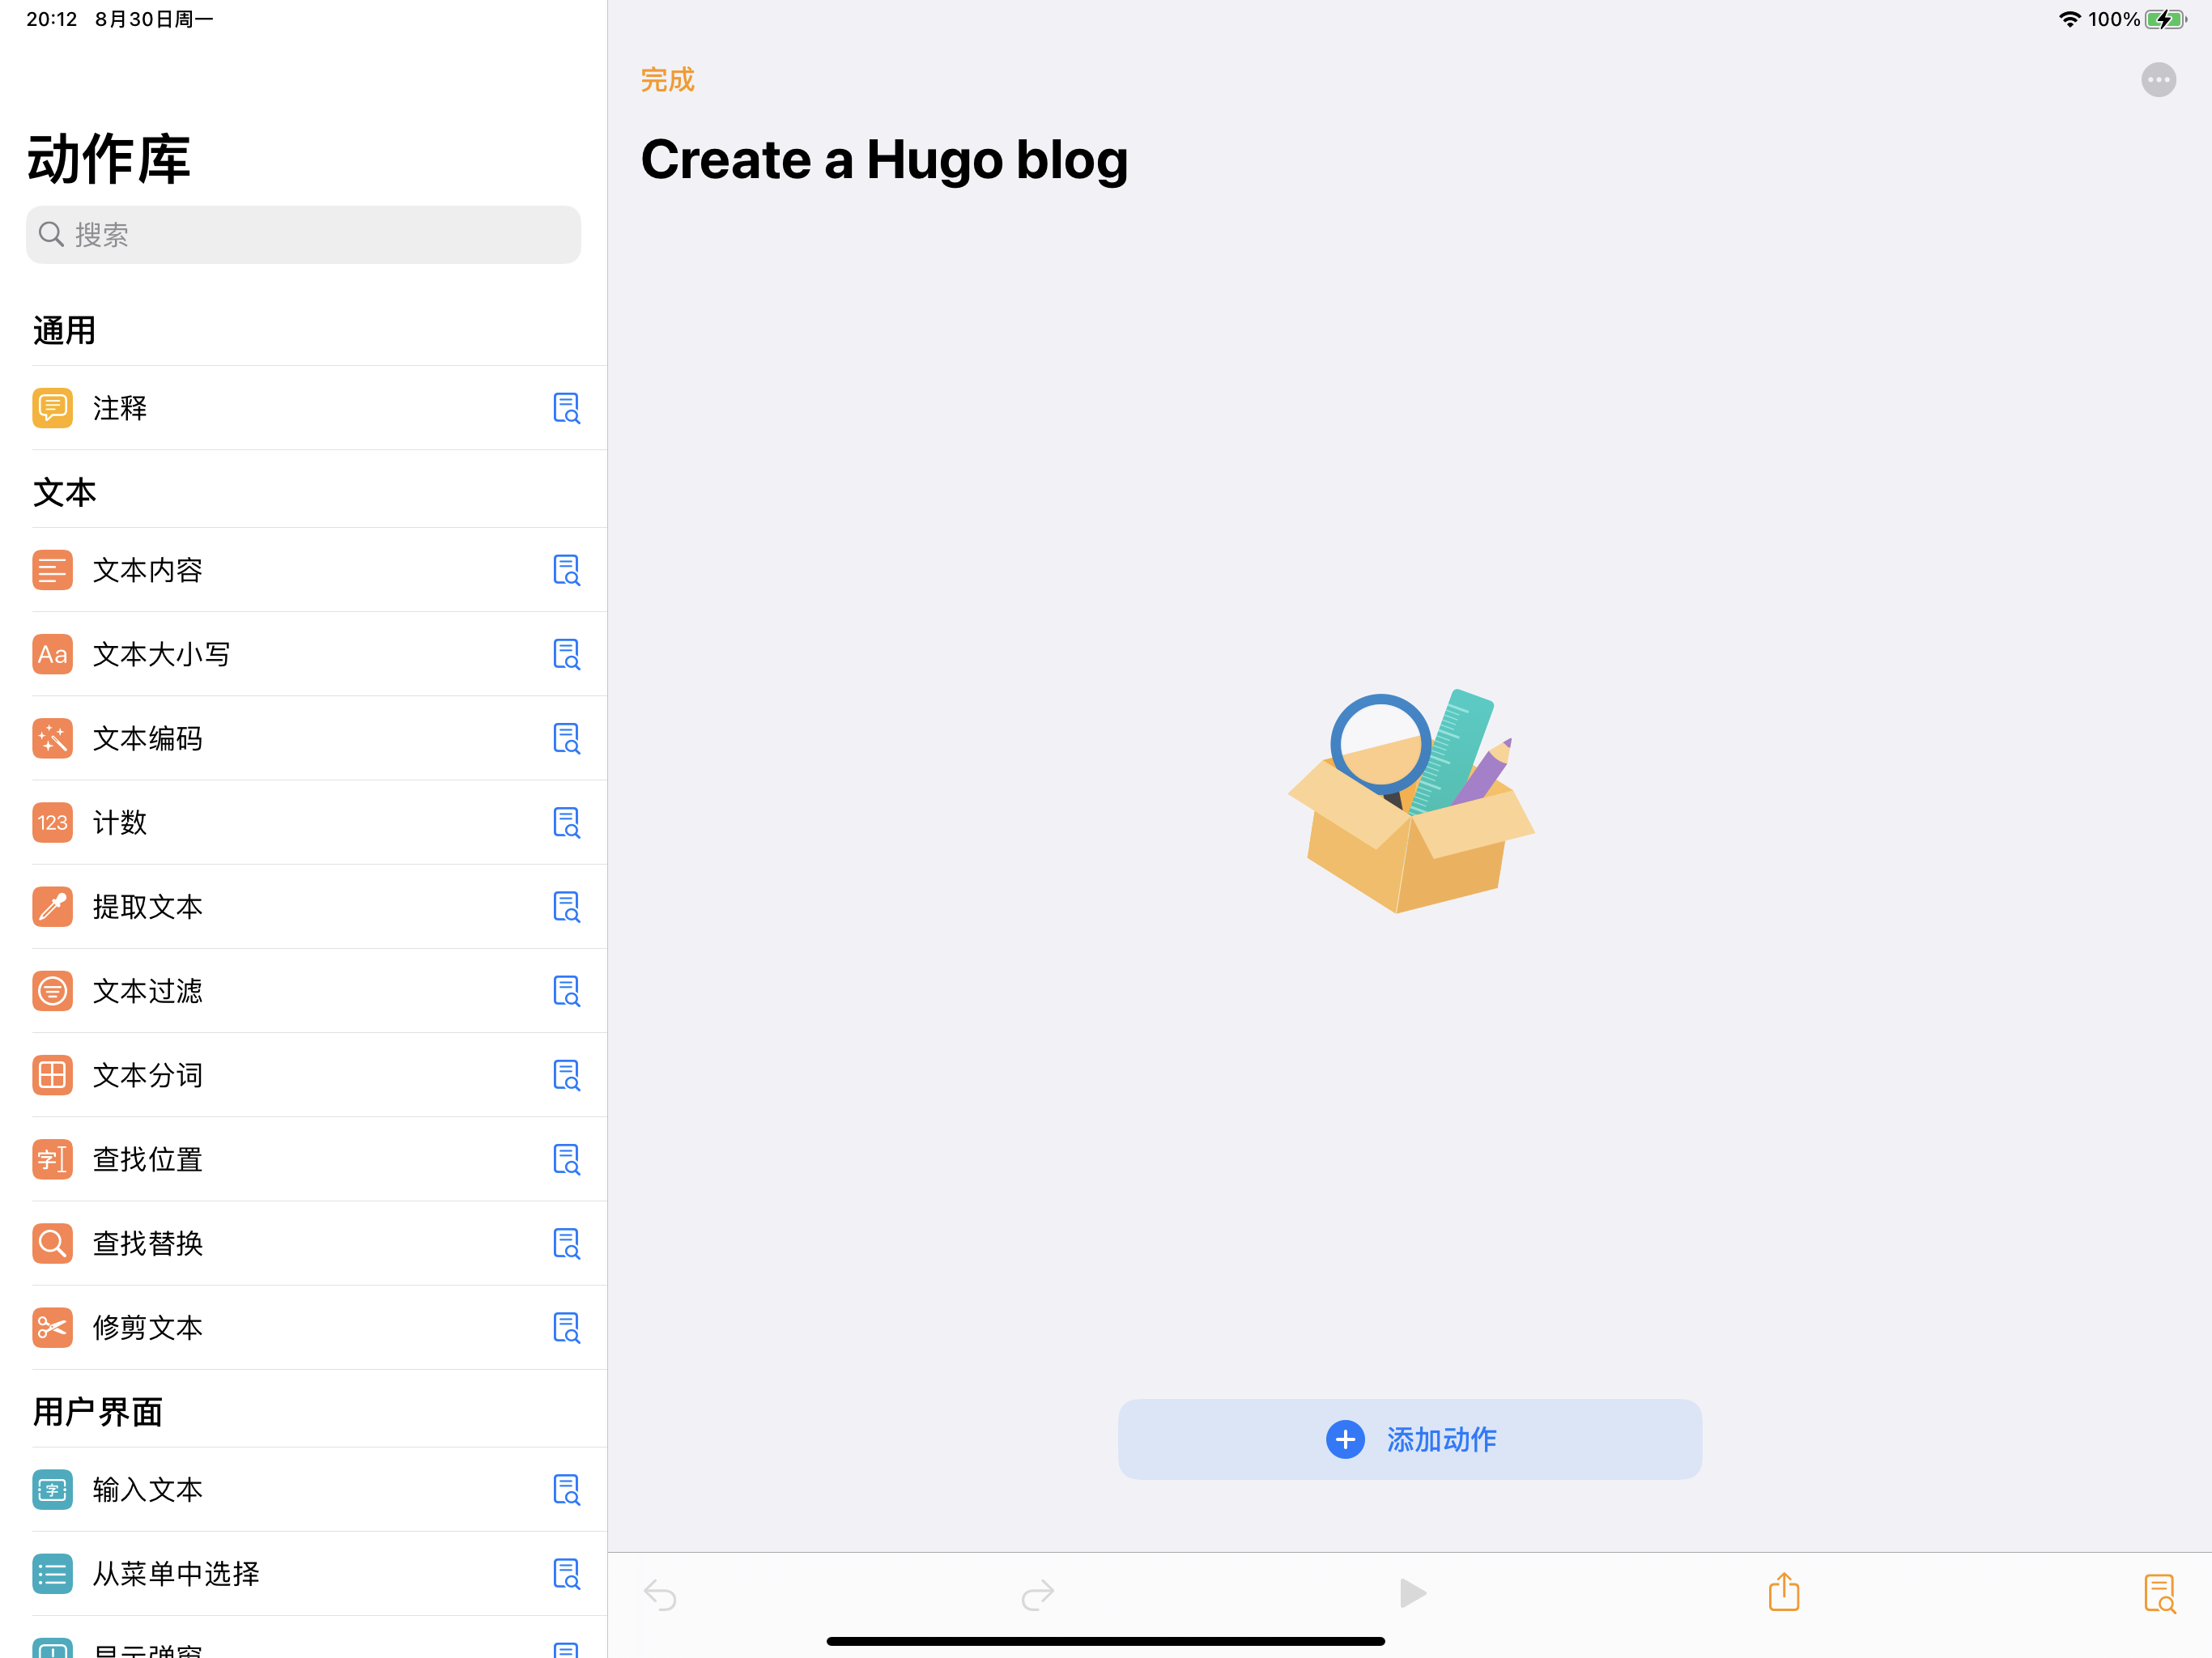 20:12 8月30日周一
100%
动作库
搜索
通用
注释
文本
文本内容
Aa 文本大小写
文本编码
123 计数
提取文本
文本过滤
文本分词
字 查找位置
查找替换
修剪文本
用户界面
字 输入文本
从菜单中选择
显示弹窗
完成
Create a Hugo blog
添加动作